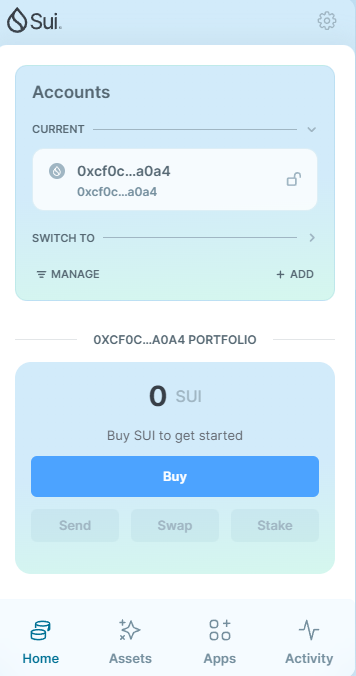 Sui.
Accounts
CURRENT
0xcf0c...a0a4
0xcf0c...a0a4
SWITCH TO
MANAGE + ADD
0XCF0C...A0A4 PORTFOLIO
0 SUI
Buy SUI to get started
Buy
Send Swap Stake
Home Assets Apps Activity